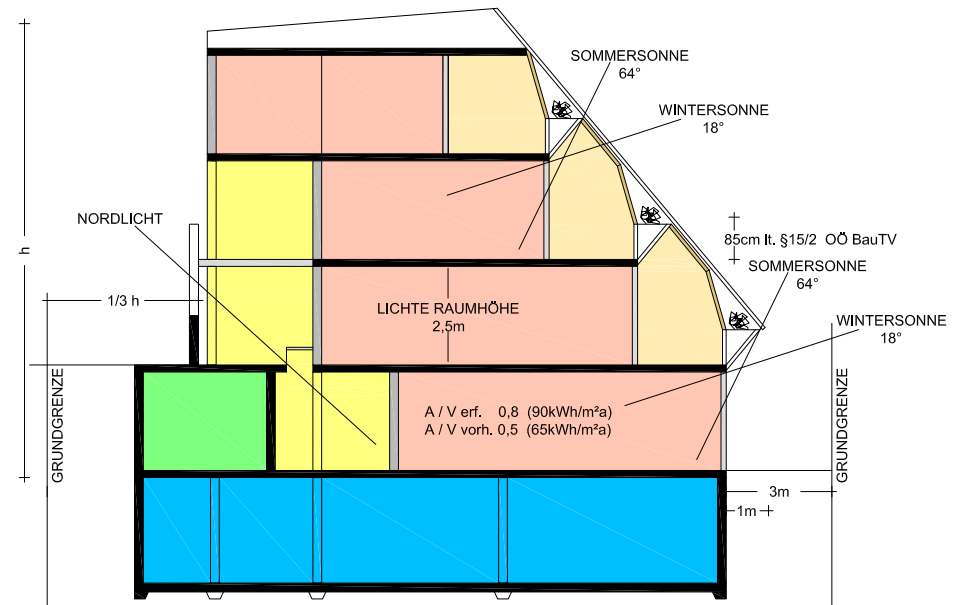 SOMMERSONNE
64°
WINTERSONNE
18°
NORDLICHT
h
85cm lt. §15/2 OÖ BauTV
SOMMERSONNE
64°
1/3 h
LICHTE RAUMHÖHE
2,5m
WINTERSONNE
18°
GRUNDGRENZE
A / V erf. 0,8 (90kWh/m²a)
A / V vorh. 0,5 (65kWh/m²a)
GRUNDGRENZE
3m
1m